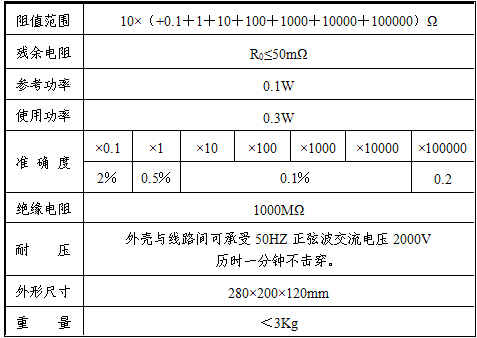 阻值范围 10×（+0.1+1+10+100+1000+10000+100000）Ω
残余电阻 R0≤50mΩ
参考功率 0.1W
使用功率 0.3W
准 确 度 ×0.1 ×1 ×10 ×100 ×1000 ×10000 ×100000
2% 0.5% 0.1% 0.2
绝缘电阻 1000MΩ
耐 压 外壳与线路间可承受 50HZ 正弦波交流电压 2000V
历时一分钟不击穿。
外形尺寸 280×200×120mm
重 量 ＜3Kg